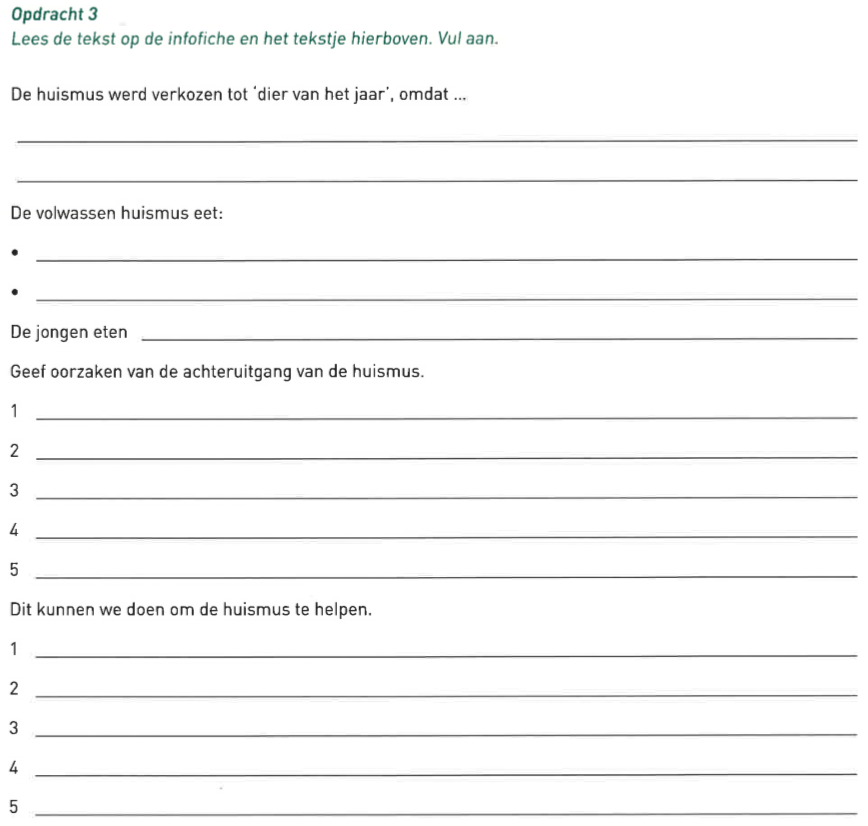 Opdracht 3
Lees de tekst op de infofiche en het tekstje hierboven. Vul aan.
De huismus werd verkozen tot 'dier van het jaar', omdat ...
De volwassen huismus eet:
•
•
De jongen eten
Geef oorzaken van de achteruitgang van de huismus.
1
2
3
4
5
Dit kunnen we doen om de huismus te helpen.
1
2
3
4
5